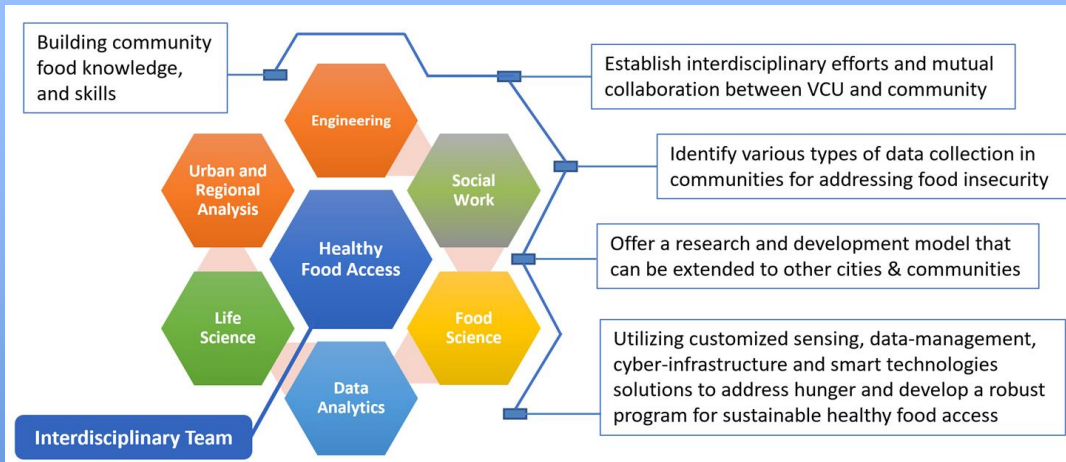 Building community
food knowledge,
and skills
Establish interdisciplinary efforts and mutual
collaboration between VCU and community
Identify various types of data collection in
communities for addressing food insecurity
Offer a research and development model that
can be extended to other cities & communities
Utilizing customized sensing, data-management,
cyber-infrastructure and smart technologies
solutions to address hunger and develop a robust
program for sustainable healthy food access
Engineering
Urban and
Regional
Analysis
Social
Work
Healthy
Food Access
Life
Science
Food
Science
Data
Analytics
Interdisciplinary Team